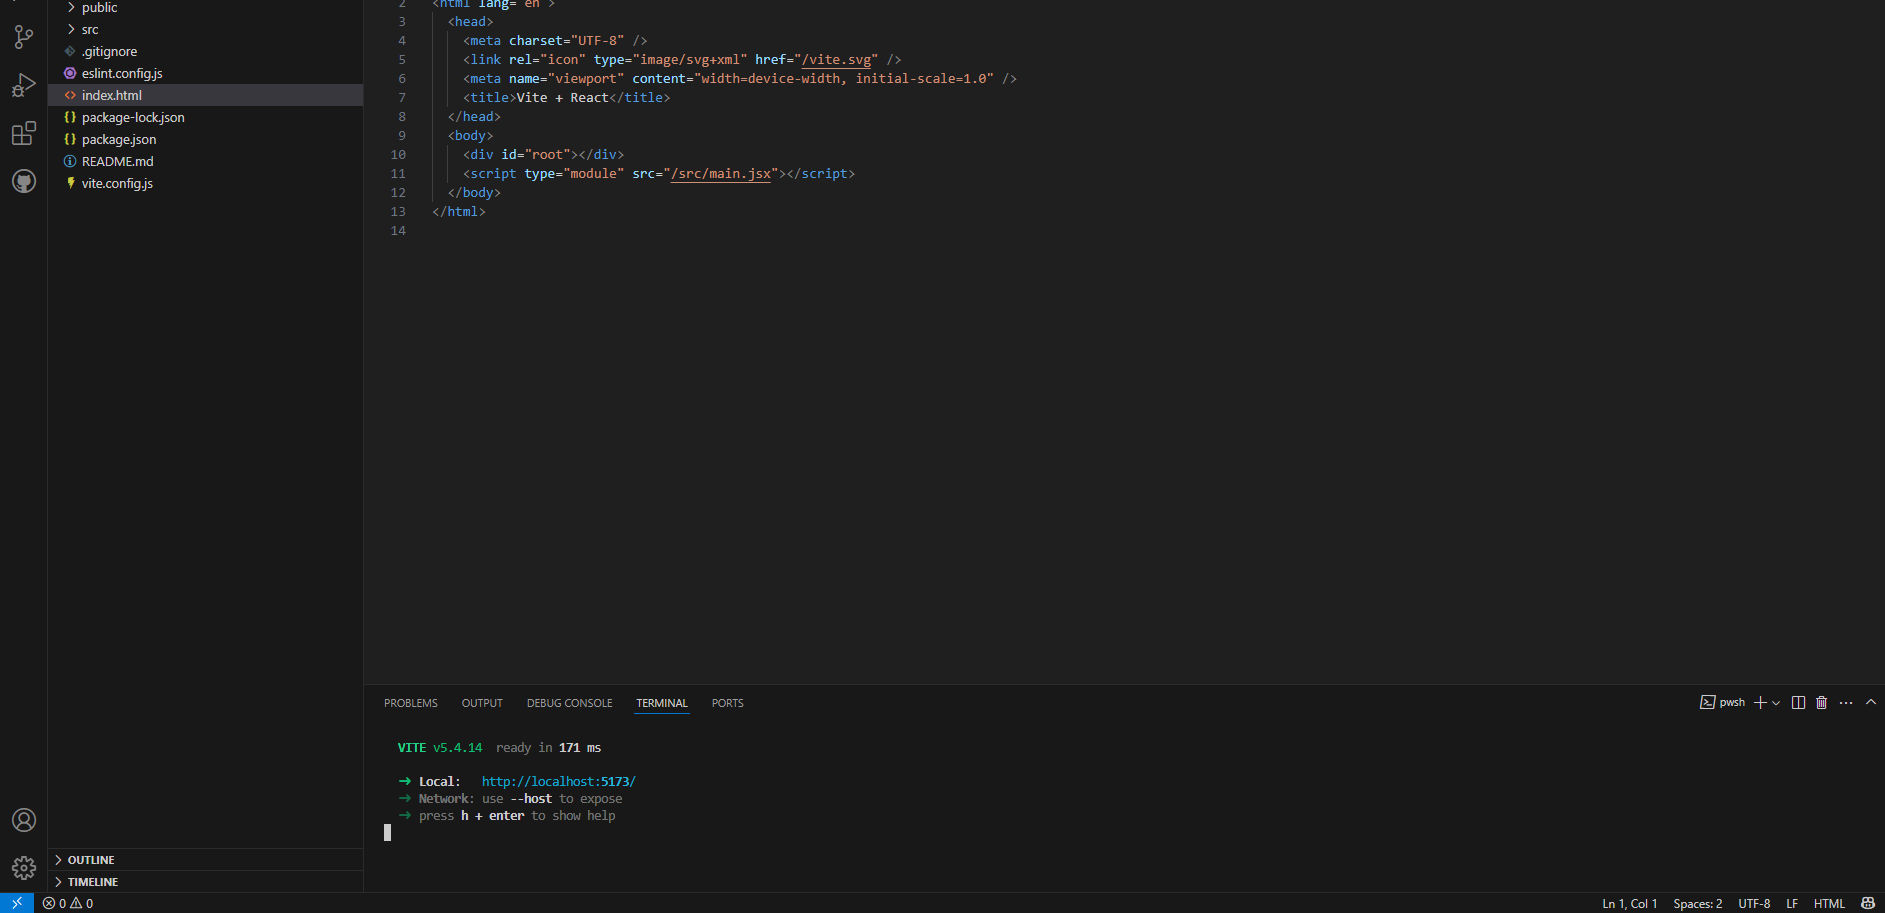 public
src
.gitignore
eslint.config.js
index.html
package-lock.json
package.json
README.md
vite.config.js
OUTLINE
TIMELINE
2 <html lang="en">
3 <head>
4 <meta charset="UTF-8" />
5 <link rel="icon" type="image/svg+xml" href="/vite.svg" />
6 <meta name="viewport" content="width=device-width, initial-scale=1.0" />
7 <title>Vite + React</title>
8 </head>
9 <body>
10 <div id="root"></div>
11 <script type="module" src="/src/main.jsx"></script>
12 </body>
13 </html>
14
PROBLEMS OUTPUT DEBUG CONSOLE TERMINAL PORTS pwsh
VITE v5.4.14 ready in 171 ms
➜ Local: http://localhost:5173/
➜ Network: use --host to expose
➜ press h + enter to show help
0 0 Ln 1, Col 1 Spaces: 2 UTF-8 LF HTML